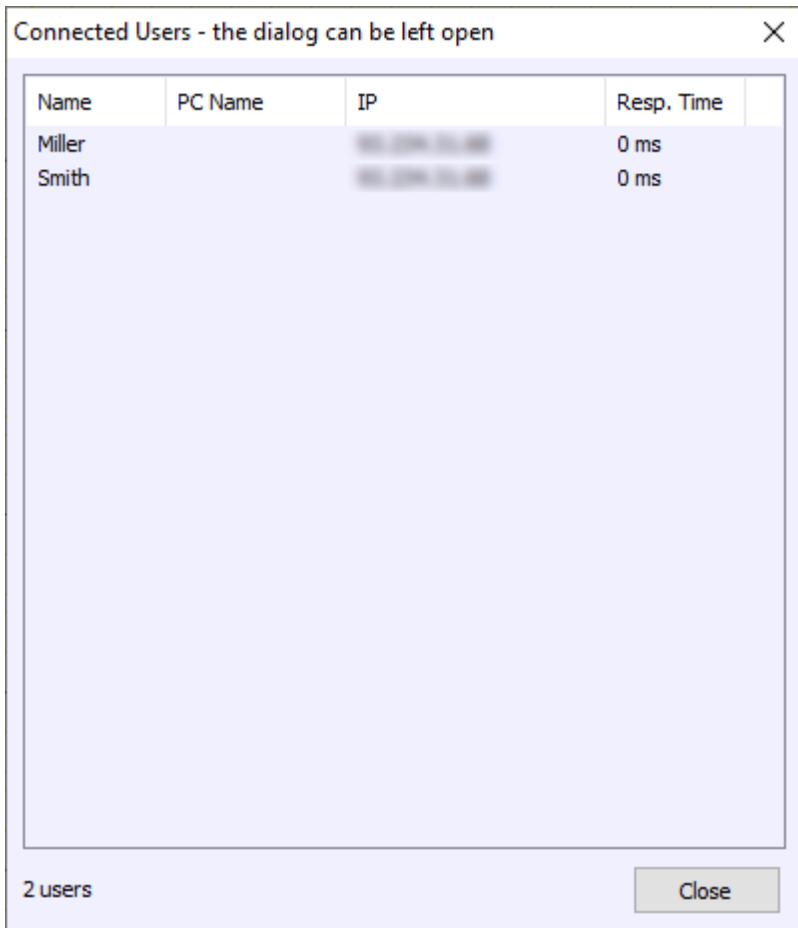 Connected Users - the dialog can be left open
Name PC Name IP Resp. Time
Miller 0 ms
Smith 0 ms
2 users Close